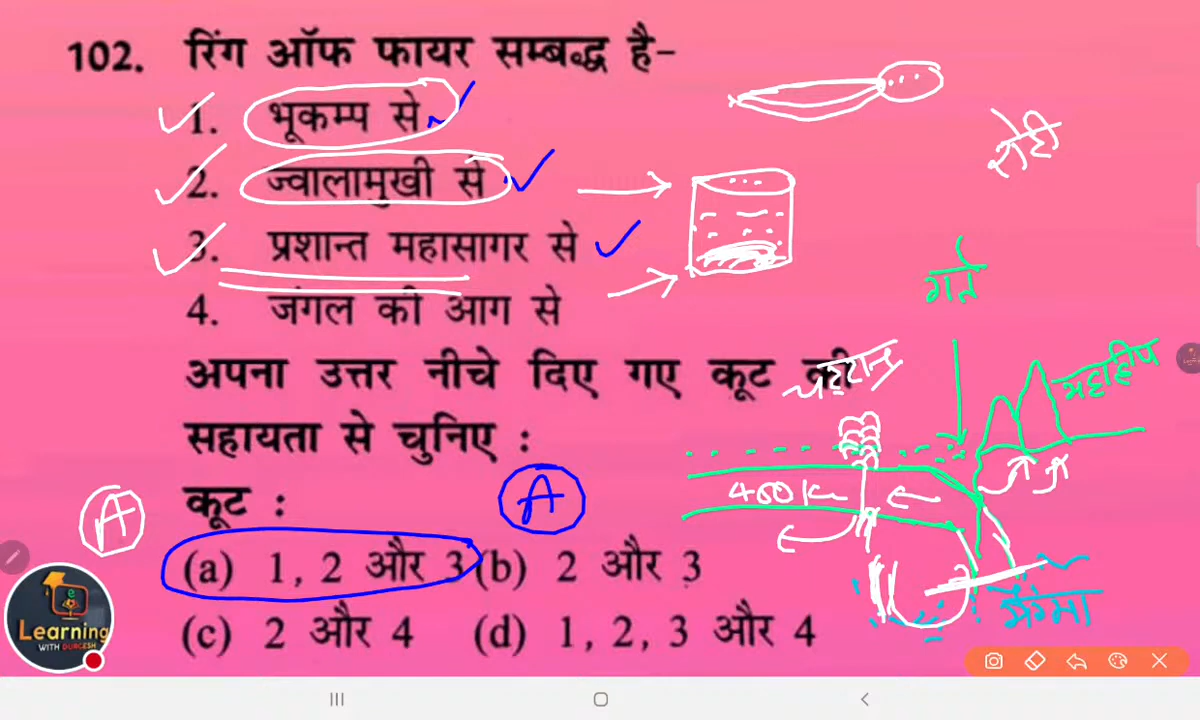 102. रिंग ऑफ फायर सम्बद्ध है-
1. भूकम्प से
2. ज्वालामुखी से
3. प्रशान्त महासागर से
4. जंगल की आग से
अपना उत्तर नीचे दिए गए कूट की
सहायता से चुनिए :
कूट :
(a) 1, 2 और 3 (b) 2 और 3
(c) 2 और 4 (d) 1, 2, 3 और 4
A
A
गर्त
महाद्वीप
400 Km
Learning
WITH DURGESH